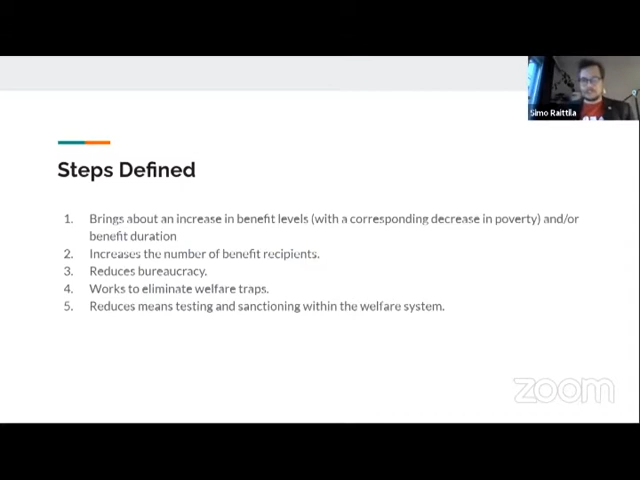 Simo Raittila
Steps Defined
1. Brings about an increase in benefit levels (with a corresponding decrease in poverty) and/or
benefit duration
2. Increases the number of benefit recipients.
3. Reduces bureaucracy.
4. Works to eliminate welfare traps.
5. Reduces means testing and sanctioning within the welfare system.
zoom